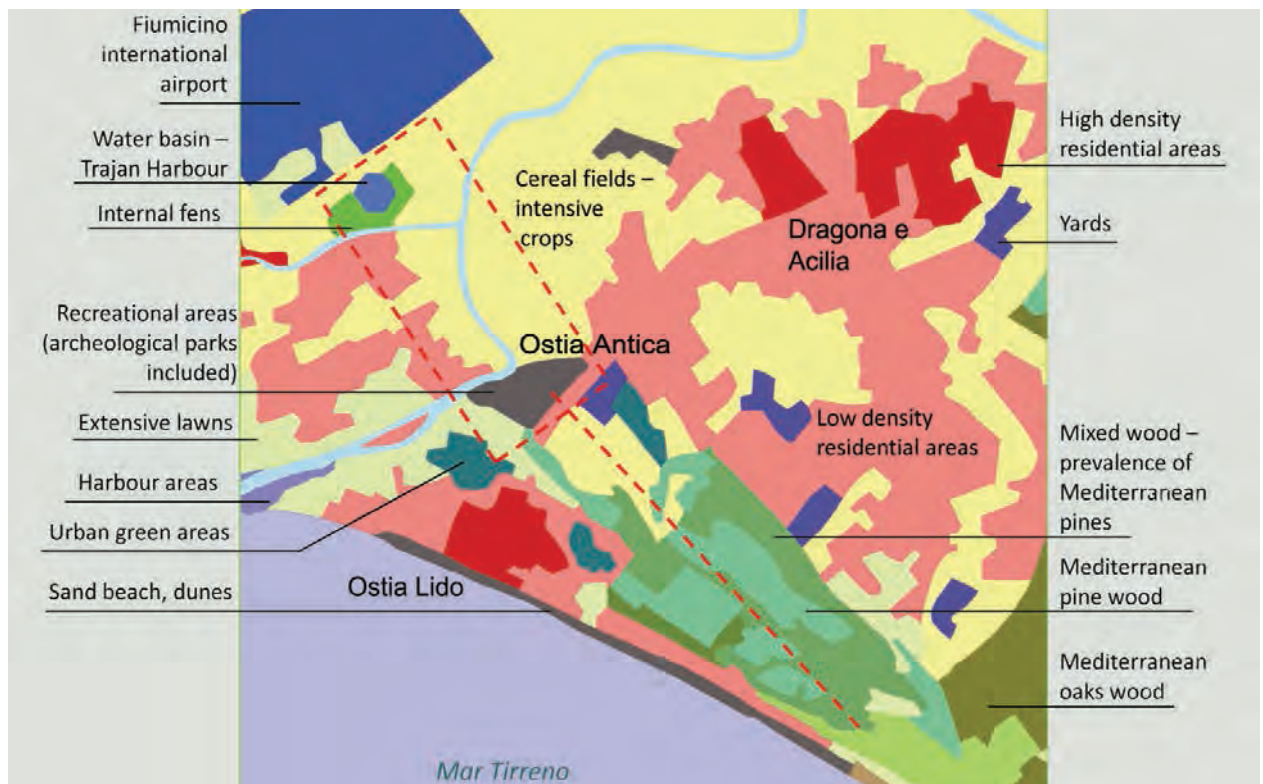 Fiumicino
international
airport
Water basin –
Trajan Harbour
Internal fens
Recreational areas
(archeological parks
included)
Extensive lawns
Harbour areas
Urban green areas
Sand beach, dunes
Cereal fields –
intensive
crops
Dragona e
Acilia
Ostia Antica
Low density
residential areas
Ostia Lido
Mar Tirreno
High density
residential areas
Yards
Mixed wood –
prevalence of
Mediterranean
pines
Mediterranean
pine wood
Mediterranean
oaks wood